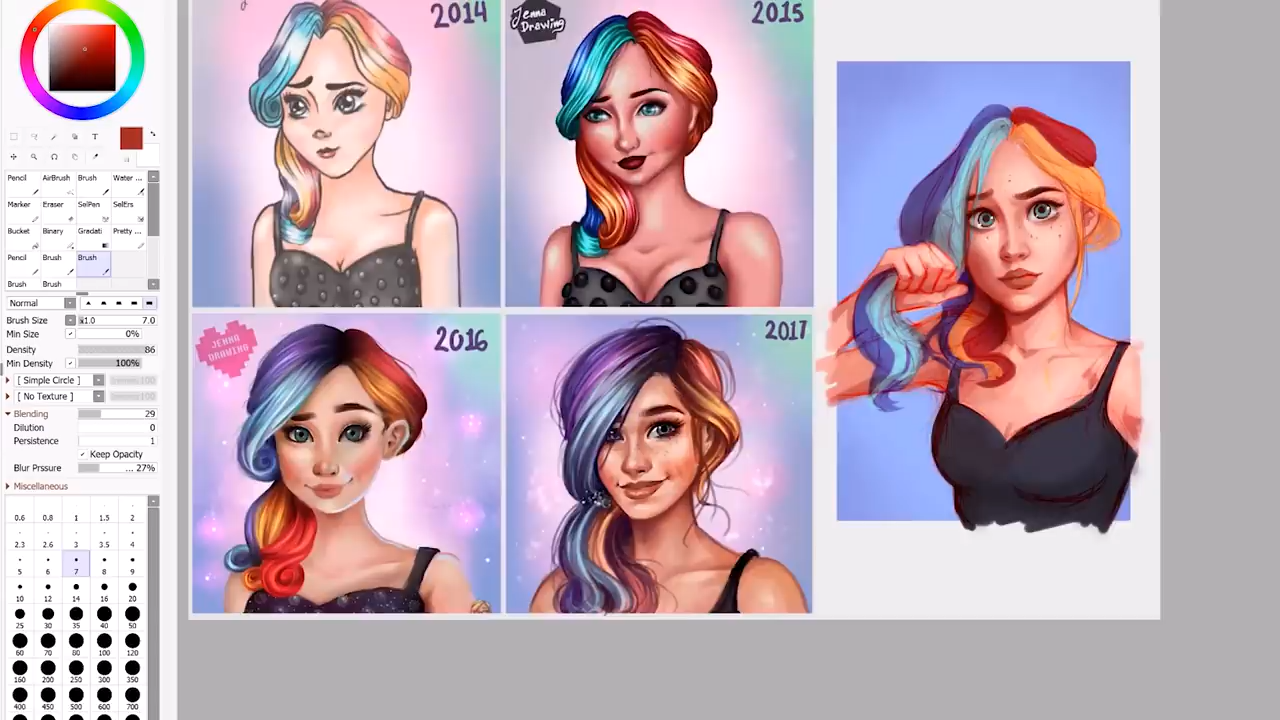 2014
Jenna
Drawing
2015
JENNA
DRAWING
2016
2017
T
Pencil AirBrush Brush Water ...
Marker Eraser SelPen SelErs
Bucket Binary Gradati Pretty ...
Pencil Brush Brush
Brush Brush
Normal
Brush Size x1.0 7.0
Min Size 0%
Density 86
Min Density 100%
[ Simple Circle ]
[ No Texture ]
Blending 29
Dilution 0
Persistence 1
Keep Opacity
Blur Prssure ... 27%
Miscellaneous
0.6 0.8 1 1.5 2
2.3 2.6 3 3.5 4
5 6 7 8 9
10 12 14 16 20
25 30 35 40 50
60 70 80 100 120
160 200 250 300 350
400 450 500 600 700